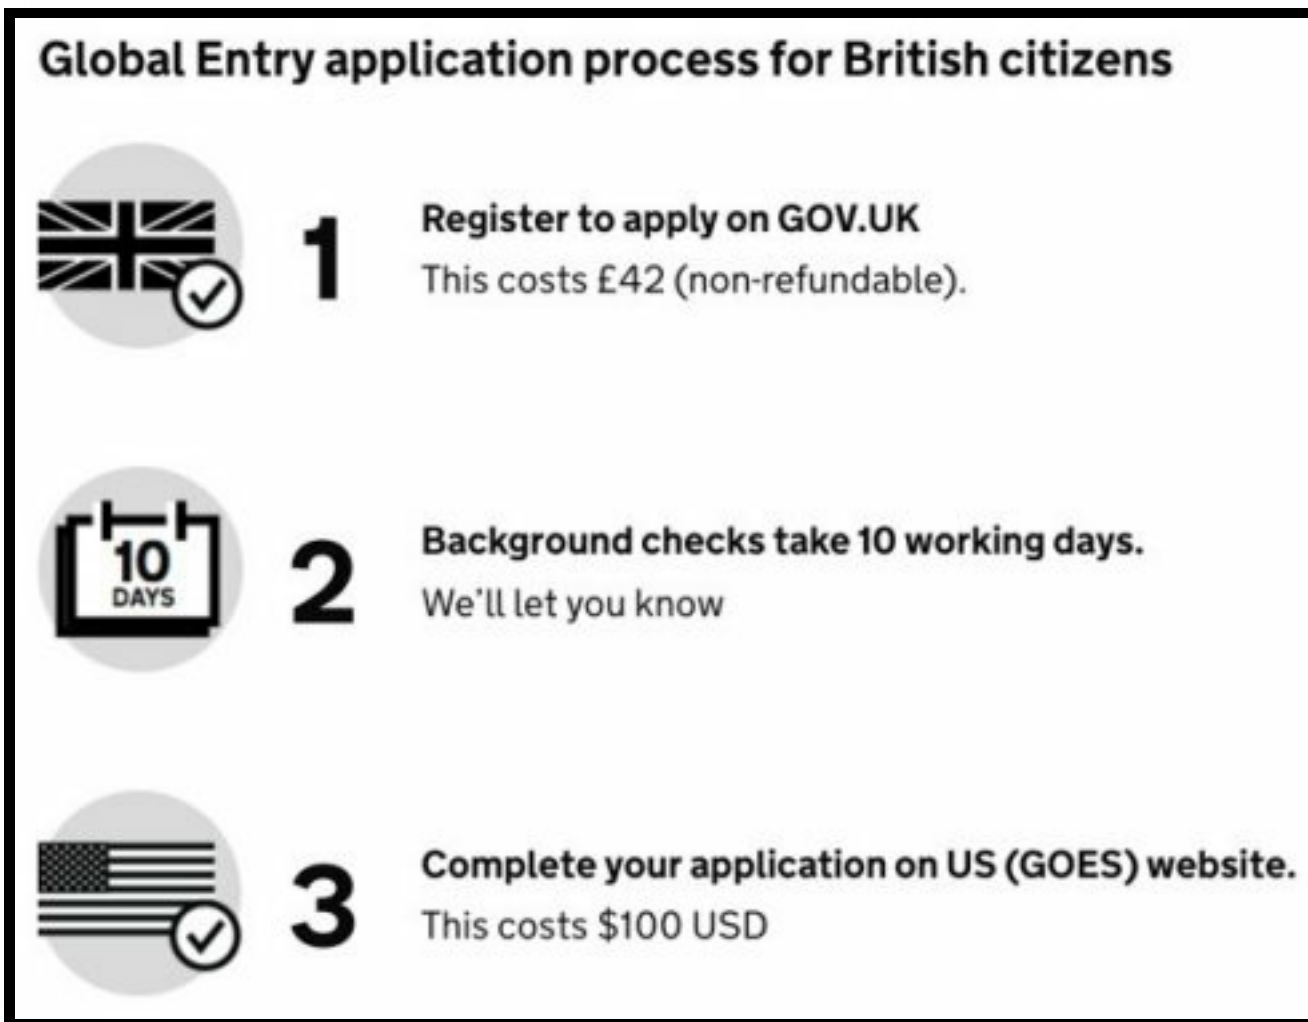 Global Entry application process for British citizens
1
Register to apply on GOV.UK
This costs £42 (non-refundable).
10
DAYS
2
Background checks take 10 working days.
We'll let you know
3
Complete your application on US (GOES) website.
This costs $100 USD